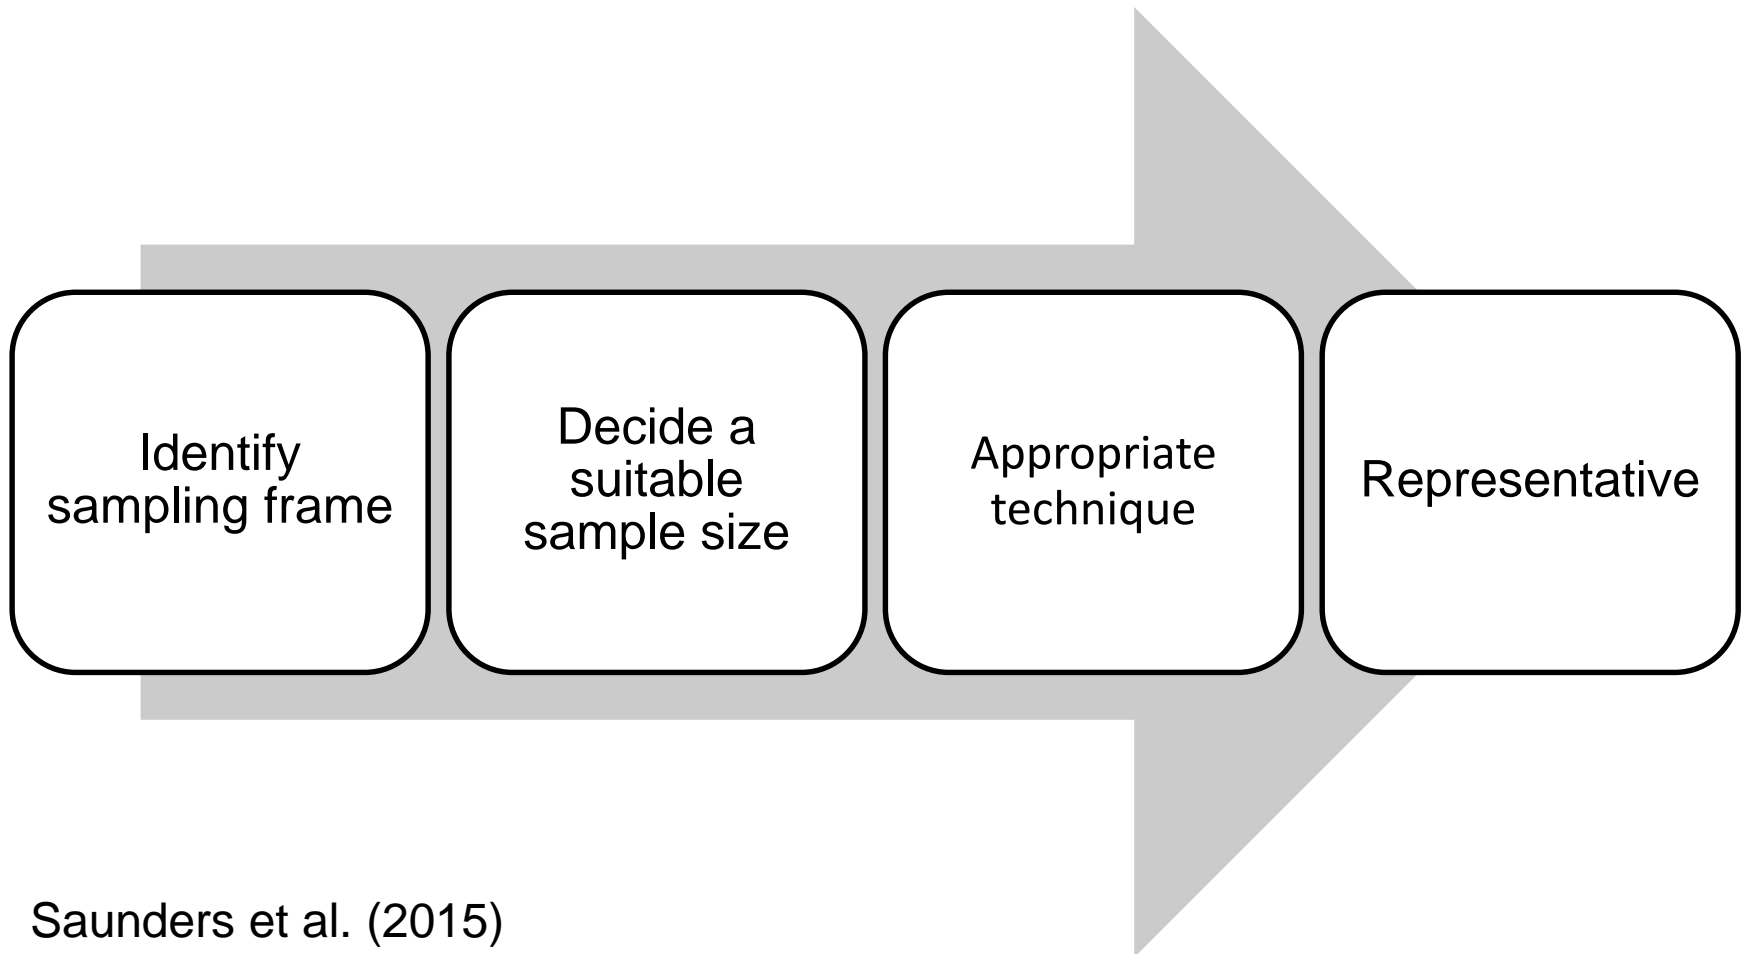 Identify
sampling frame
Decide a
suitable
sample size
Appropriate
technique
Representative
Saunders et al. (2015)